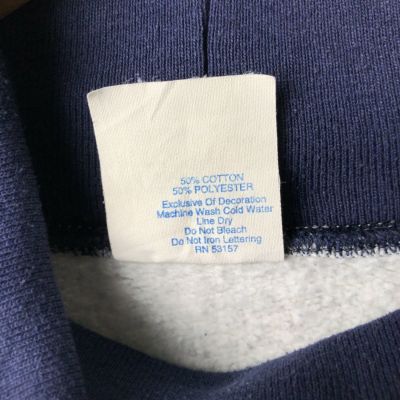 50% COTTON
50% POLYESTER
Exclusive Of Decoration
Machine Wash Cold Water
Line Dry
Do Not Bleach
Do Not Iron Lettering
RN 53157